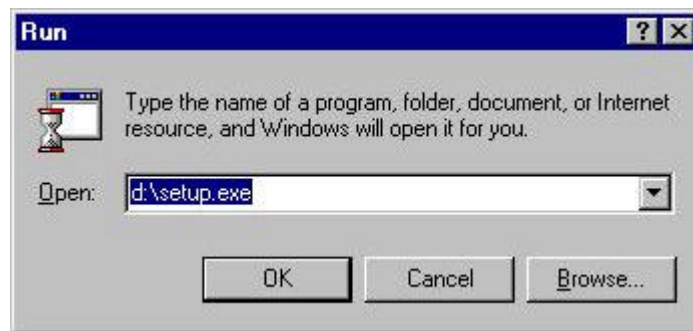 Run
Type the name of a program, folder, document, or Internet
resource, and Windows will open it for you.
Open: d:\setup.exe
OK Cancel Browse...